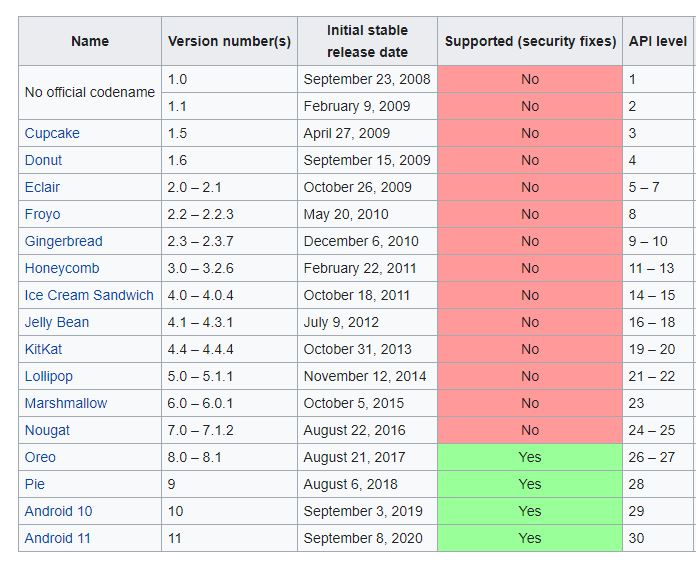 Name Version number(s) Initial stable release date Supported (security fixes) API level
No official codename 1.0 September 23, 2008 No 1
1.1 February 9, 2009 No 2
Cupcake 1.5 April 27, 2009 No 3
Donut 1.6 September 15, 2009 No 4
Eclair 2.0 – 2.1 October 26, 2009 No 5 – 7
Froyo 2.2 – 2.2.3 May 20, 2010 No 8
Gingerbread 2.3 – 2.3.7 December 6, 2010 No 9 – 10
Honeycomb 3.0 – 3.2.6 February 22, 2011 No 11 – 13
Ice Cream Sandwich 4.0 – 4.0.4 October 18, 2011 No 14 – 15
Jelly Bean 4.1 – 4.3.1 July 9, 2012 No 16 – 18
KitKat 4.4 – 4.4.4 October 31, 2013 No 19 – 20
Lollipop 5.0 – 5.1.1 November 12, 2014 No 21 – 22
Marshmallow 6.0 – 6.0.1 October 5, 2015 No 23
Nougat 7.0 – 7.1.2 August 22, 2016 No 24 – 25
Oreo 8.0 – 8.1 August 21, 2017 Yes 26 – 27
Pie 9 August 6, 2018 Yes 28
Android 10 10 September 3, 2019 Yes 29
Android 11 11 September 8, 2020 Yes 30